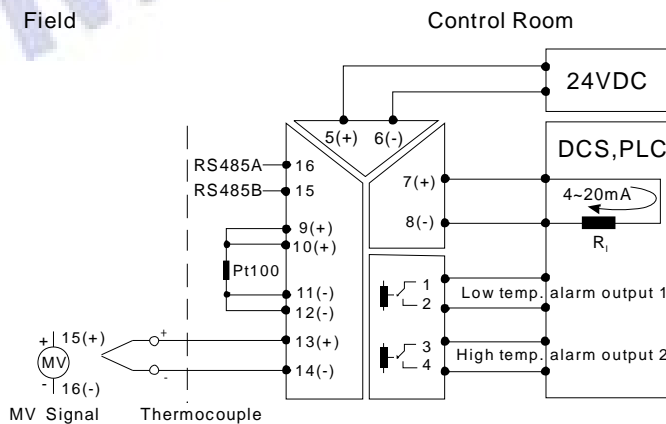 Field
Control Room
24VDC
5(+) 6(-)
DCS,PLC
RS485A 16
RS485B 15
7(+)
4~20mA
8(-)
Rl
9(+)
10(+)
Pt100
11(-)
12(-)
1
2
Low temp. alarm output 1
13(+)
14(-)
3
4
High temp. alarm output 2
+ 15(+)
MV
- 16(-)
+
-
MV Signal
Thermocouple